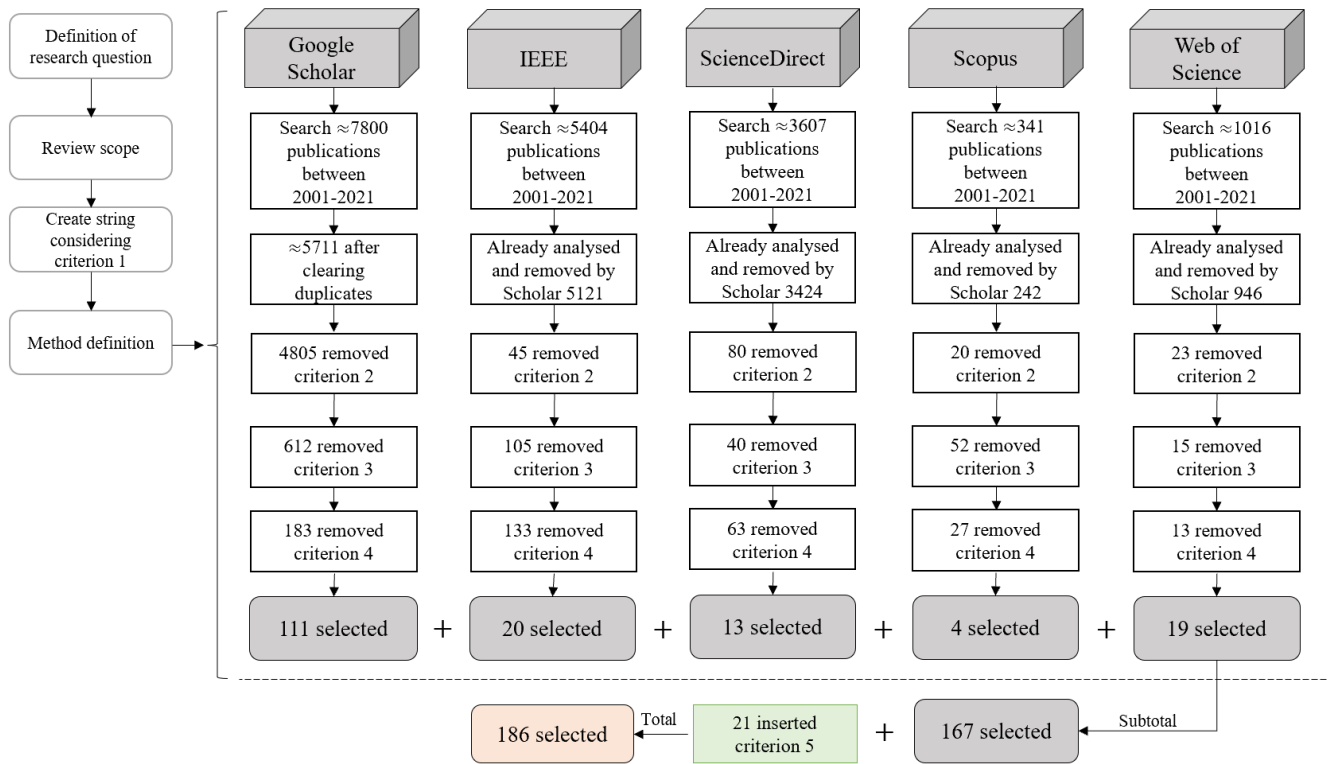 Definition of
research question
Review scope
Create string
considering
criterion 1
Method definition
Google
Scholar
Search ≈7800
publications
between
2001-2021
≈5711 after
clearing
duplicates
4805 removed
criterion 2
612 removed
criterion 3
183 removed
criterion 4
111 selected
+
IEEE
Search ≈5404
publications
between
2001-2021
Already analysed
and removed by
Scholar 5121
45 removed
criterion 2
105 removed
criterion 3
133 removed
criterion 4
20 selected
+
ScienceDirect
Search ≈3607
publications
between
2001-2021
Already analysed
and removed by
Scholar 3424
80 removed
criterion 2
40 removed
criterion 3
63 removed
criterion 4
13 selected
+
Scopus
Search ≈341
publications
between
2001-2021
Already analysed
and removed by
Scholar 242
20 removed
criterion 2
52 removed
criterion 3
27 removed
criterion 4
4 selected
+
Web of
Science
Search ≈1016
publications
between
2001-2021
Already analysed
and removed by
Scholar 946
23 removed
criterion 2
15 removed
criterion 3
13 removed
criterion 4
19 selected
Subtotal
167 selected
+
21 inserted
criterion 5
Total
186 selected